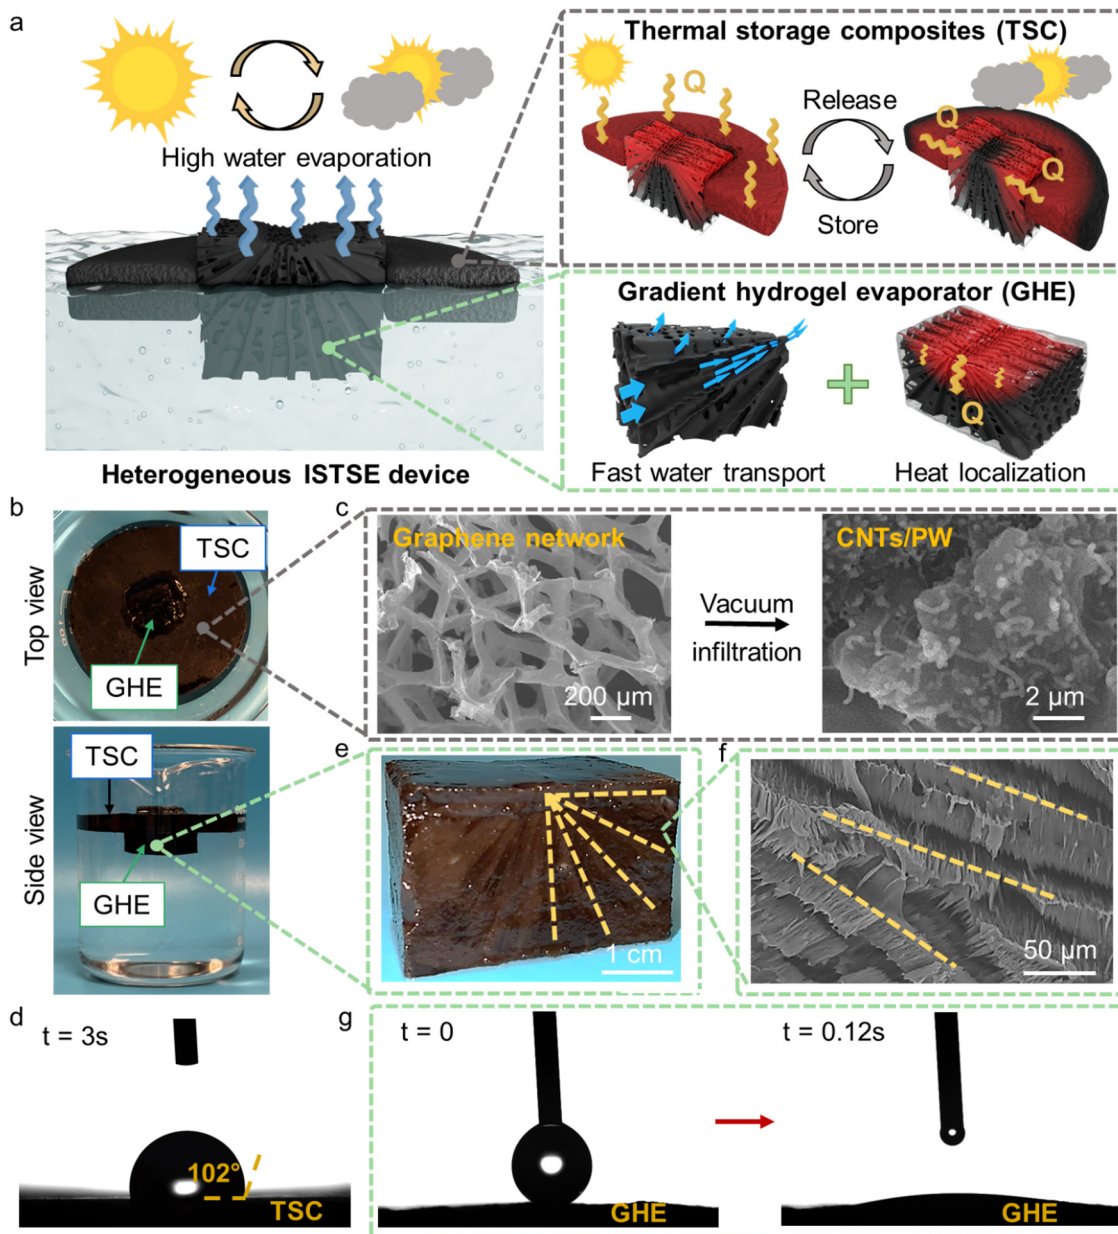 a
Thermal storage composites (TSC)
Q
Release
Q
Q
Store
High water evaporation
Gradient hydrogel evaporator (GHE)
Q
Fast water transport
Heat localization
Heterogeneous ISTSE device
b
Top view
TSC
GHE
c
Graphene network
200 µm
Vacuum
infiltration
CNTs/PW
2 µm
Side view
TSC
GHE
e
1 cm
f
50 µm
d
t = 3s
102°
TSC
g
t = 0
GHE
t = 0.12s
GHE